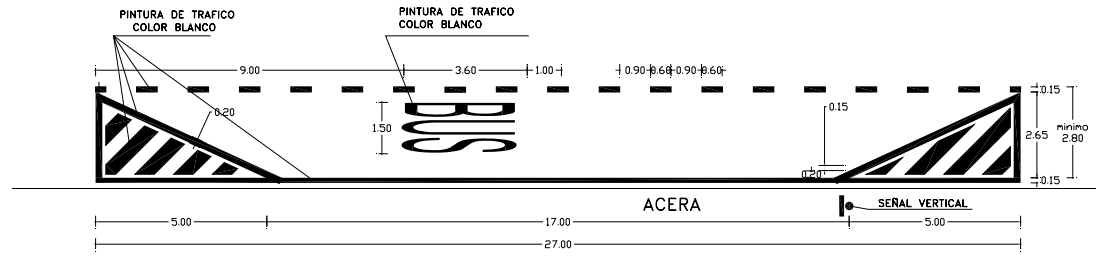 PINTURA DE TRAFICO
COLOR BLANCO
PINTURA DE TRAFICO
COLOR BLANCO
9.00
3.60
1.00
0.90
0.60
0.90
0.60
0.15
0.20
1.50
BUS
0.15
2.65
minimo
2.80
0.20
0.15
ACERA
SEÑAL VERTICAL
5.00
17.00
5.00
27.00